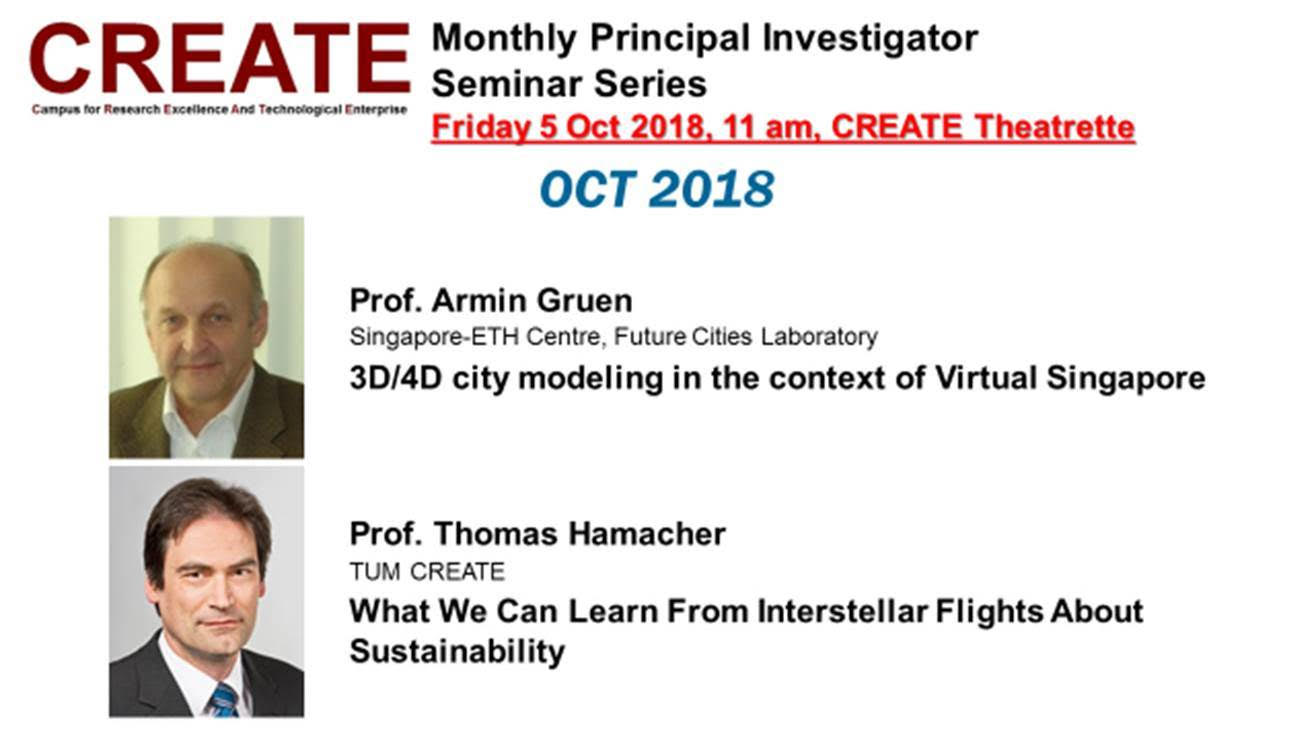 CREATE
Campus for Research Excellence And Technological Enterprise
Monthly Principal Investigator
Seminar Series
Friday 5 Oct 2018, 11 am, CREATE Theatrette
OCT 2018
Prof. Armin Gruen
Singapore-ETH Centre, Future Cities Laboratory
3D/4D city modeling in the context of Virtual Singapore
Prof. Thomas Hamacher
TUM CREATE
What We Can Learn From Interstellar Flights About
Sustainability